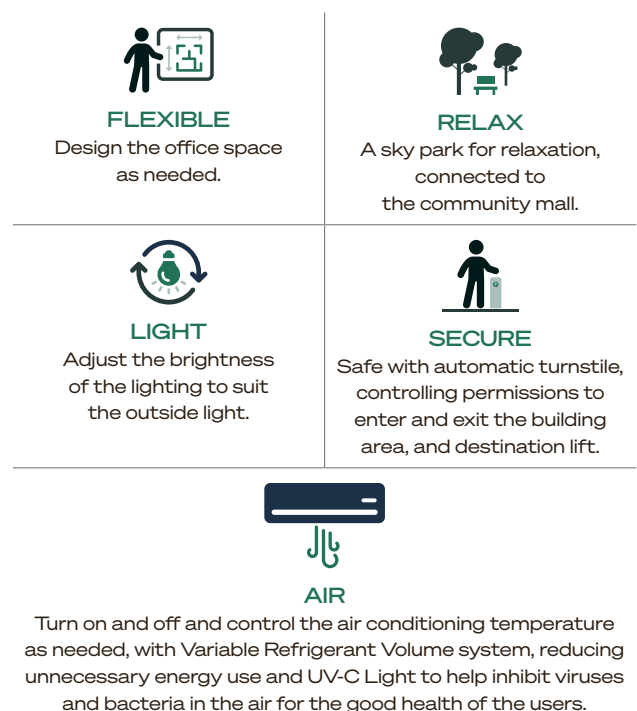 FLEXIBLE
Design the office space
as needed.
RELAX
A sky park for relaxation,
connected to
the community mall.
LIGHT
Adjust the brightness
of the lighting to suit
the outside light.
SECURE
Safe with automatic turnstile,
controlling permissions to
enter and exit the building
area, and destination lift.
AIR
Turn on and off and control the air conditioning temperature
as needed, with Variable Refrigerant Volume system, reducing
unnecessary energy use and UV-C Light to help inhibit viruses
and bacteria in the air for the good health of the users.